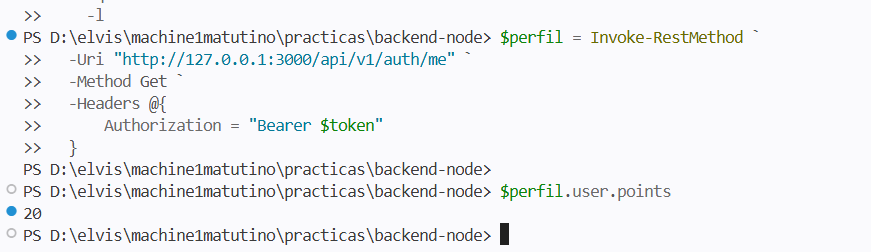 >>      -l
PS D:\elvis\machine1matutino\practicas\backend-node> $perfil = Invoke-RestMethod `
>>   -Uri "http://127.0.0.1:3000/api/v1/auth/me" `
>>   -Method Get `
>>   -Headers @{
>>       Authorization = "Bearer $token"
>>   }
PS D:\elvis\machine1matutino\practicas\backend-node>
PS D:\elvis\machine1matutino\practicas\backend-node> $perfil.user.points
20
PS D:\elvis\machine1matutino\practicas\backend-node>